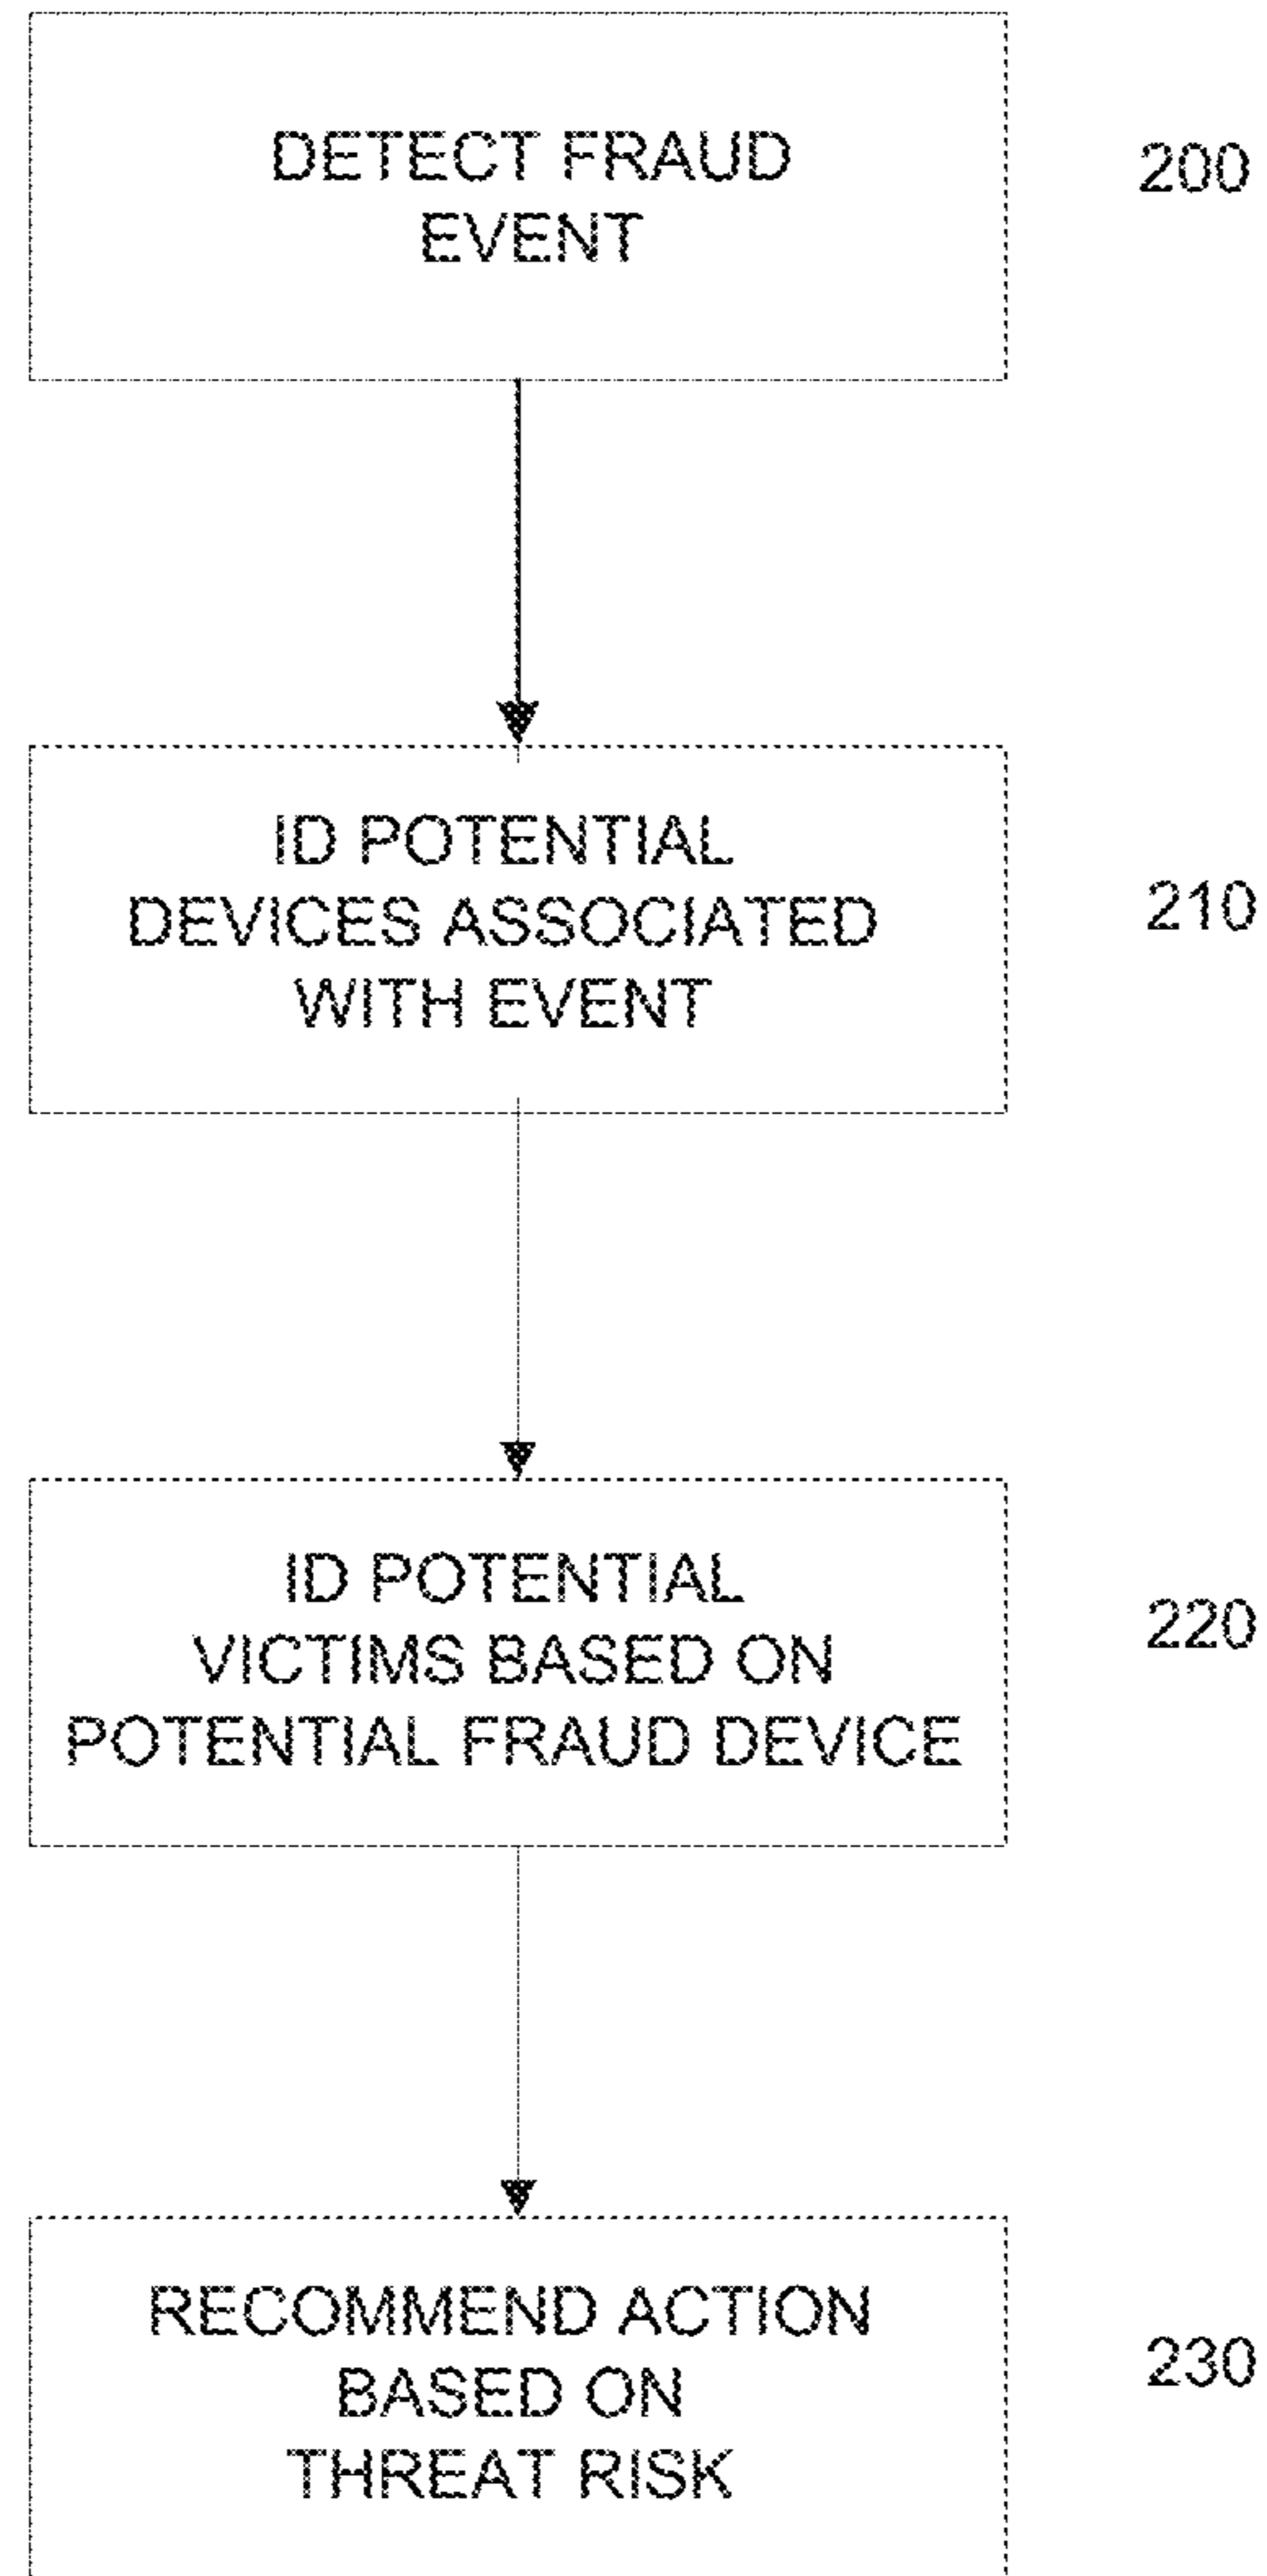 DETECT FRAUD
EVENT
200
ID POTENTIAL
DEVICES ASSOCIATED
WITH EVENT
210
ID POTENTIAL
VICTIMS BASED ON
POTENTIAL FRAUD DEVICE
220
RECOMMEND ACTION
BASED ON
THREAT RISK
230